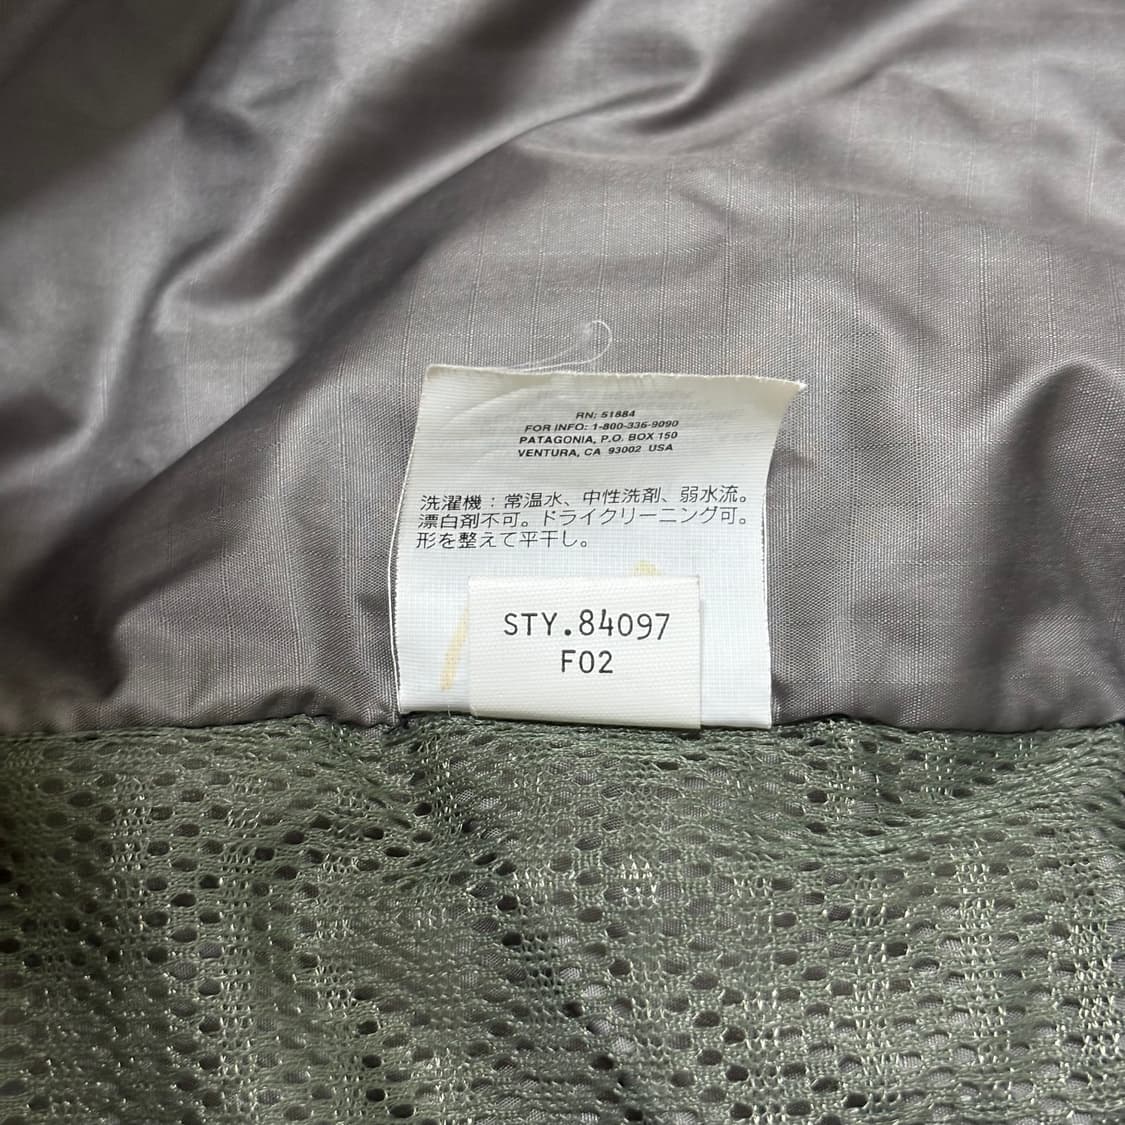 RN: 51884
FOR INFO: 1-800-336-9090
PATAGONIA, P.O. BOX 150
VENTURA, CA 93002 USA
洗濯機：常温水、中性洗剤、弱水流。
漂白剤不可。ドライクリーニング可。
形を整えて平干し。
STY.84097
F02